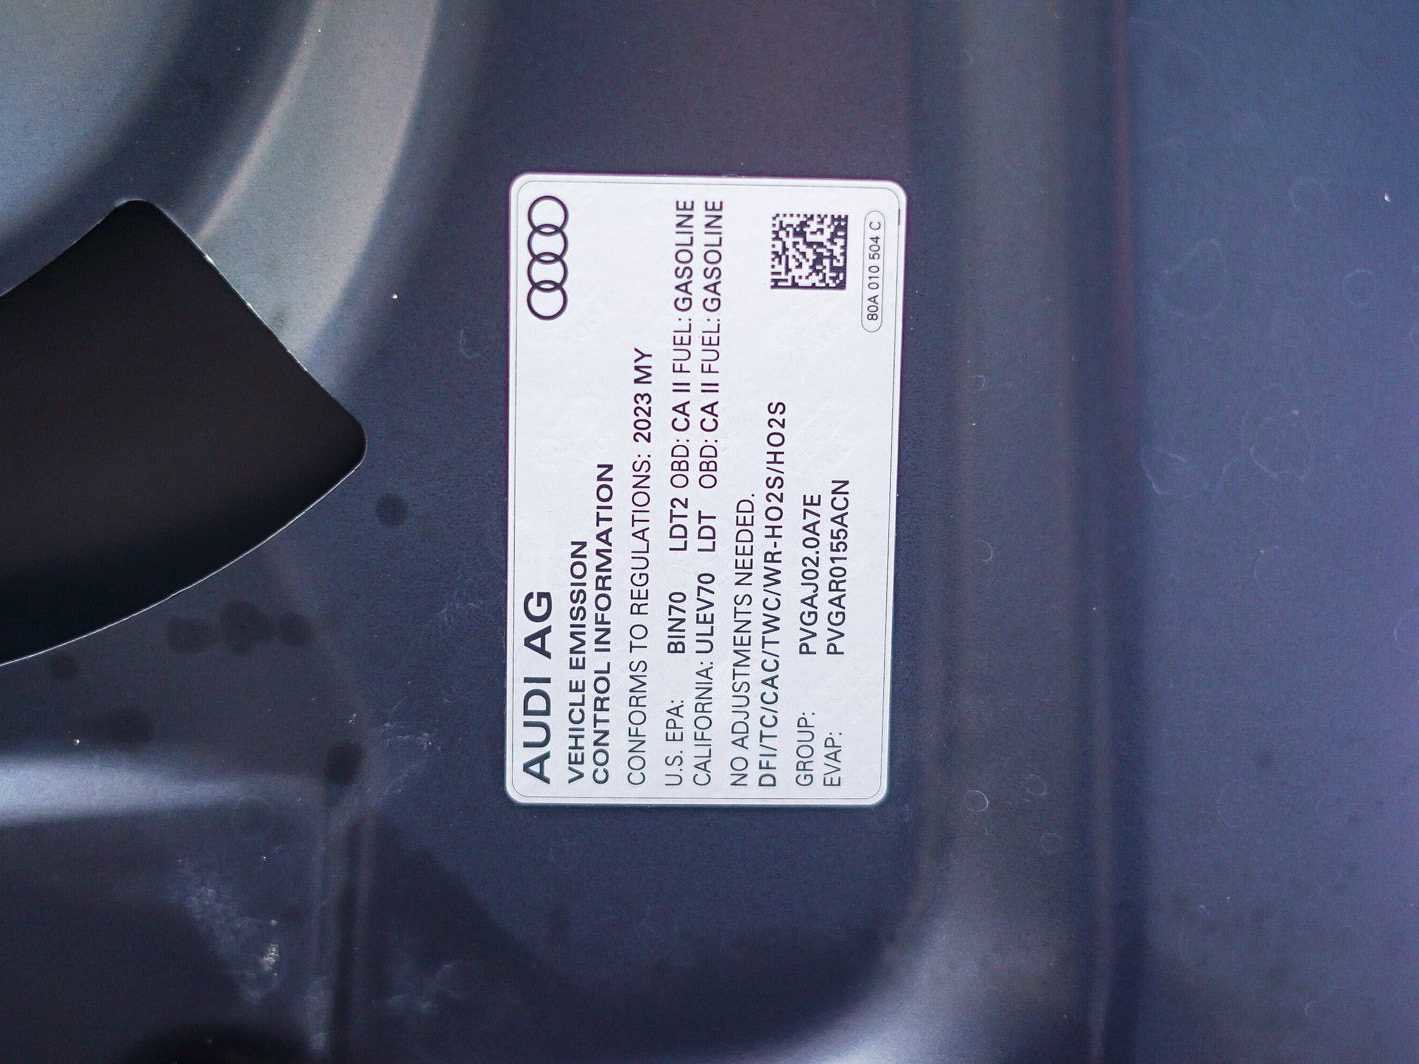 AUDI AG
VEHICLE EMISSION
CONTROL INFORMATION
CONFORMS TO REGULATIONS: 2023 MY
U.S. EPA: BIN70 LDT2 OBD: CA II FUEL: GASOLINE
CALIFORNIA: ULEV70 LDT OBD: CA II FUEL: GASOLINE
NO ADJUSTMENTS NEEDED.
DFI/TC/CAC/TWC/WR-HO2S/HO2S
GROUP: PVGAJ02.0A7E
EVAP: PVGAR0155ACN
80A 010 504 C